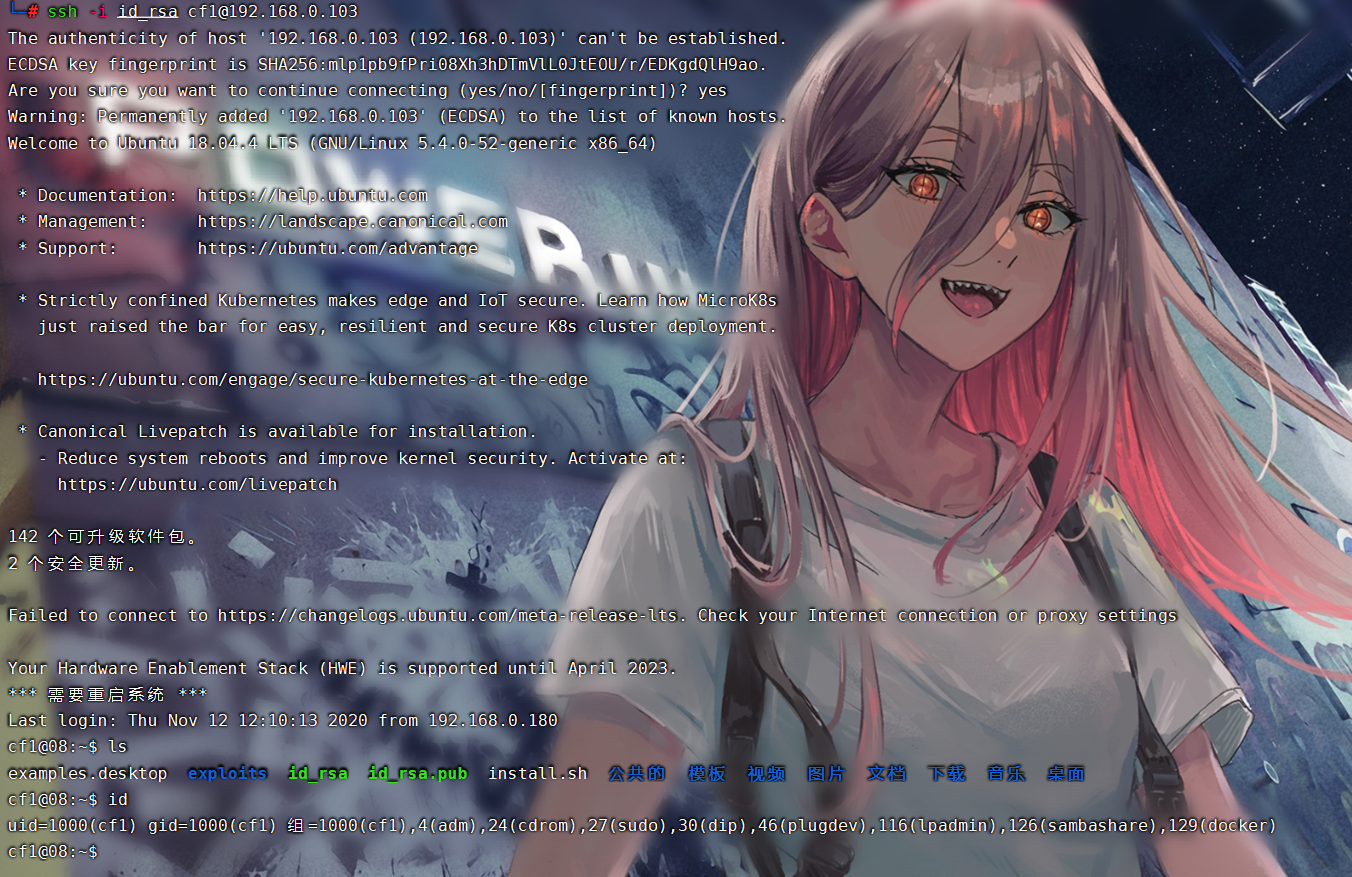 └─# ssh -i id_rsa cf1@192.168.0.103
The authenticity of host '192.168.0.103 (192.168.0.103)' can't be established.
ECDSA key fingerprint is SHA256:mlp1pb9fPri08Xh3hDTmVlL0JtEOU/r/EDKgdQlH9ao.
Are you sure you want to continue connecting (yes/no/[fingerprint])? yes
Warning: Permanently added '192.168.0.103' (ECDSA) to the list of known hosts.
Welcome to Ubuntu 18.04.4 LTS (GNU/Linux 5.4.0-52-generic x86_64)
* Documentation:  https://help.ubuntu.com
* Management:     https://landscape.canonical.com
* Support:        https://ubuntu.com/advantage
* Strictly confined Kubernetes makes edge and IoT secure. Learn how MicroK8s
just raised the bar for easy, resilient and secure K8s cluster deployment.
https://ubuntu.com/engage/secure-kubernetes-at-the-edge
* Canonical Livepatch is available for installation.
- Reduce system reboots and improve kernel security. Activate at:
https://ubuntu.com/livepatch
142 个可升级软件包。
2 个安全更新。
Failed to connect to https://changelogs.ubuntu.com/meta-release-lts. Check your Internet connection or proxy settings
Your Hardware Enablement Stack (HWE) is supported until April 2023.
*** 需要重启系统 ***
Last login: Thu Nov 12 12:10:13 2020 from 192.168.0.180
cf1@08:~$ ls
examples.desktop  exploits  id_rsa  id_rsa.pub  install.sh  公共的  模板  视频  图片  文档  下载  音乐  桌面
cf1@08:~$ id
uid=1000(cf1) gid=1000(cf1) 组=1000(cf1),4(adm),24(cdrom),27(sudo),30(dip),46(plugdev),116(lpadmin),126(sambashare),129(docker)
cf1@08:~$
POWER